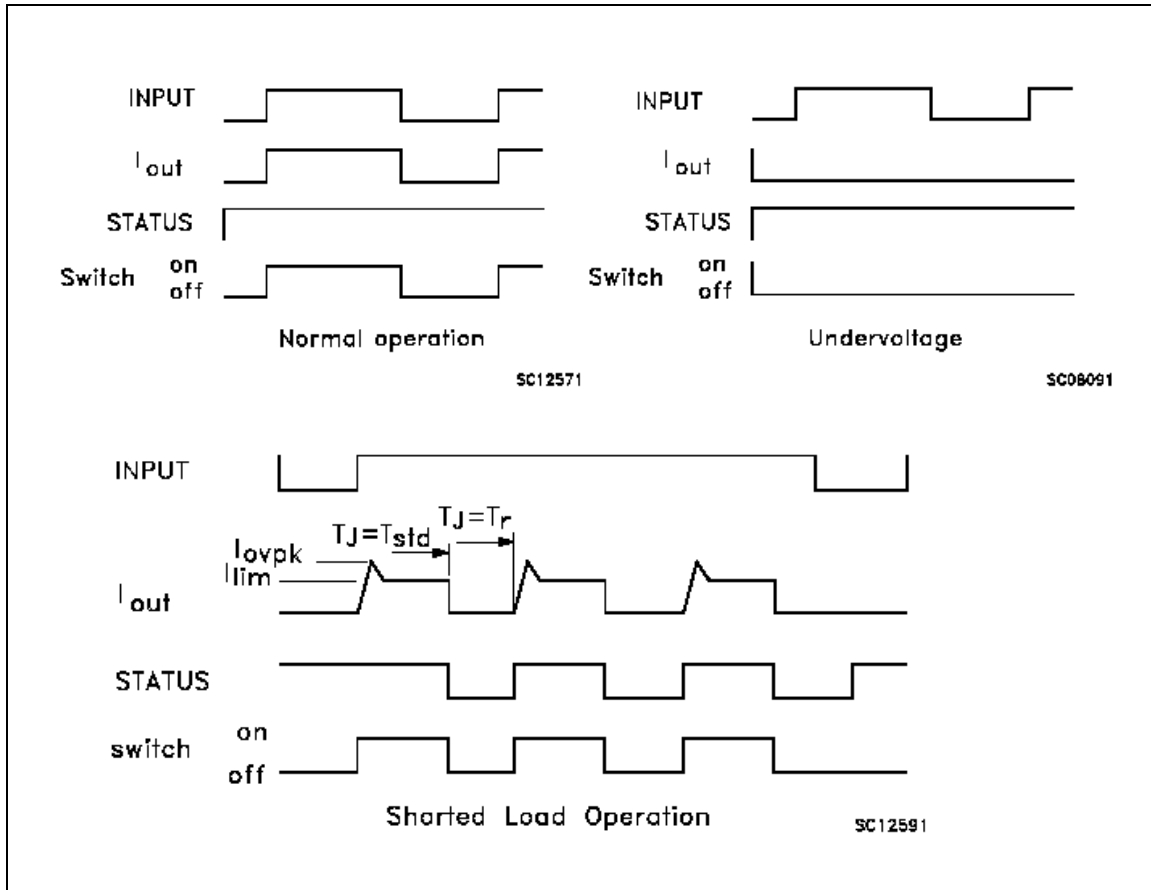 INPUT
I out
STATUS
Switch on
off
Normal operation
SC12571
INPUT
I out
STATUS
Switch on
off
Undervoltage
SC08091
INPUT
TJ=Tstd
TJ=Tr
Iovpk
Ilim
I out
STATUS
switch on
off
Shorted Load Operation
SC12591